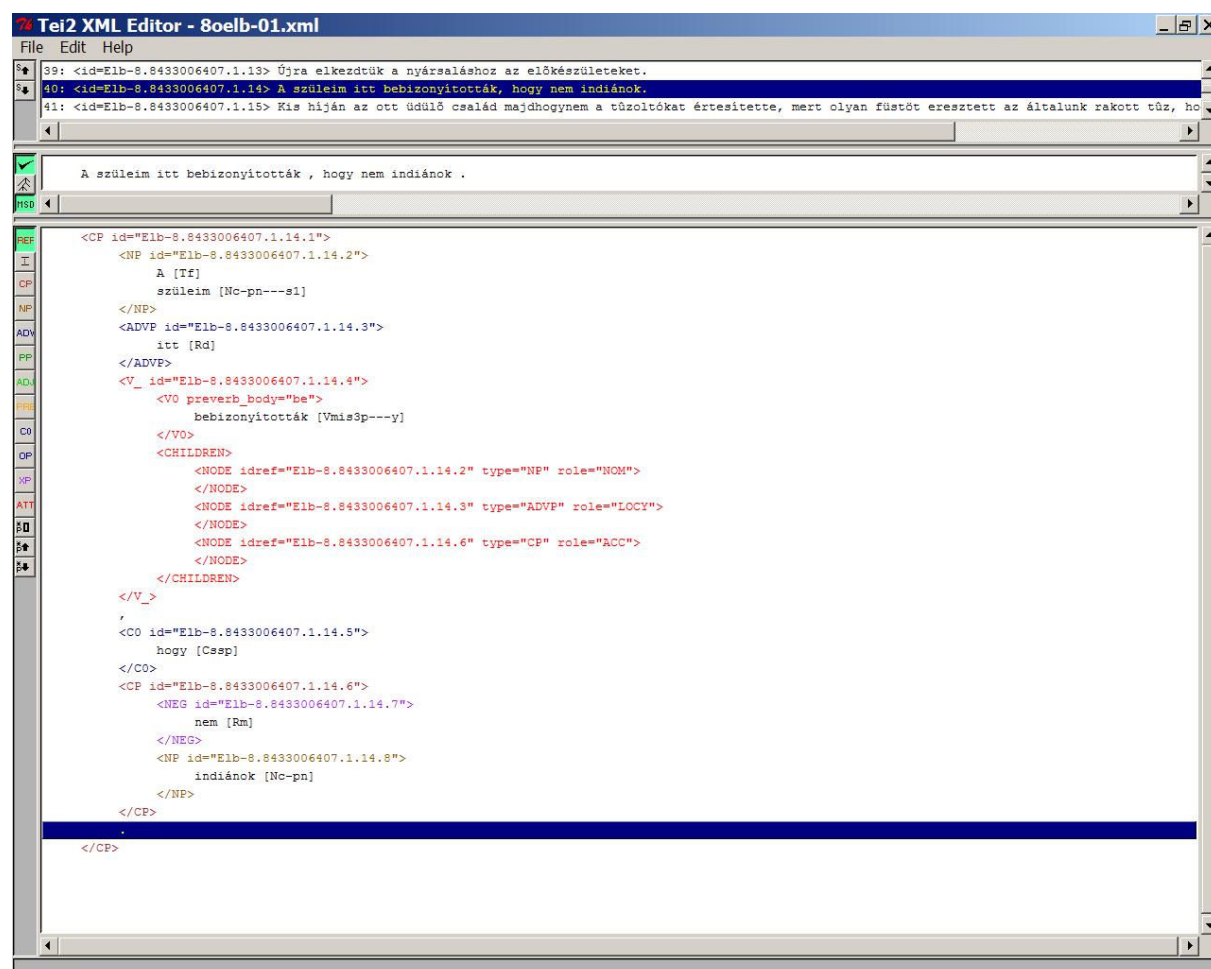 Tei2 XML Editor - 8oelb-01.xml
File Edit Help
39: <id=Elb-8.8433006407.1.13> Újra elkezdtük a nyársaláshoz az elõkészületeket.
40: <id=Elb-8.8433006407.1.14> A szüleim itt bebizonyították, hogy nem indiánok.
41: <id=Elb-8.8433006407.1.15> Kis híján az ott üdülõ család majdhogynem a tûzoltókat értesítette, mert olyan füstöt eresztett az általunk rakott tûz, ho
A szüleim itt bebizonyították , hogy nem indiánok .
MSD
REF
CP
NP
ADV
PP
ADJ
C0
OP
XP
ATT
<CP id="Elb-8.8433006407.1.14.1">
<NP id="Elb-8.8433006407.1.14.2">
A [Tf]
szüleim [Nc-pn---s1]
</NP>
<ADVP id="Elb-8.8433006407.1.14.3">
itt [Rd]
</ADVP>
<V_ id="Elb-8.8433006407.1.14.4">
<V0 preverb_body="be">
bebizonyították [Vmis3p---y]
</V0>
<CHILDREN>
<NODE idref="Elb-8.8433006407.1.14.2" type="NP" role="NOM">
</NODE>
<NODE idref="Elb-8.8433006407.1.14.3" type="ADVP" role="LOCY">
</NODE>
<NODE idref="Elb-8.8433006407.1.14.6" type="CP" role="ACC">
</NODE>
</CHILDREN>
</V_>
,
<C0 id="Elb-8.8433006407.1.14.5">
hogy [Cssp]
</C0>
<CP id="Elb-8.8433006407.1.14.6">
<NEG id="Elb-8.8433006407.1.14.7">
nem [Rm]
</NEG>
<NP id="Elb-8.8433006407.1.14.8">
indiánok [Nc-pn]
</NP>
</CP>
.
</CP>